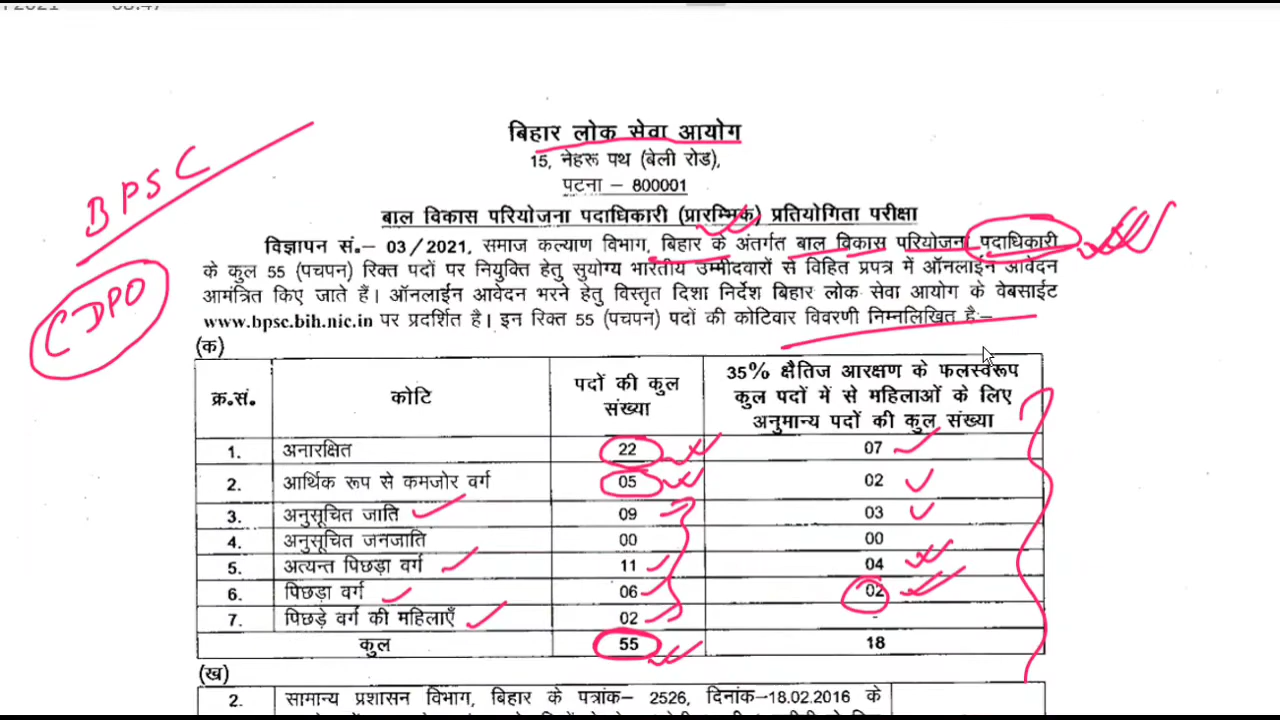 2021 03:47
बिहार लोक सेवा आयोग
15, नेहरू पथ (बेली रोड),
पटना – 800001
BPSC
CDPO
बाल विकास परियोजना पदाधिकारी (प्रारम्भिक) प्रतियोगिता परीक्षा
विज्ञापन सं.– 03/2021, समाज कल्याण विभाग, बिहार के अंतर्गत बाल विकास परियोजना पदाधिकारी
के कुल 55 (पचपन) रिक्त पदों पर नियुक्ति हेतु सुयोग्य भारतीय उम्मीदवारों से विहित प्रपत्र में ऑनलाईन आवेदन
आमंत्रित किए जाते हैं। ऑनलाईन आवेदन भरने हेतु विस्तृत दिशा निर्देश बिहार लोक सेवा आयोग के वेबसाईट
www.bpsc.bih.nic.in पर प्रदर्शित है। इन रिक्त 55 (पचपन) पदों की कोटिवार विवरणी निम्नलिखित है:–
(क)
क्र.सं. कोटि पदों की कुल संख्या 35% क्षैतिज आरक्षण के फलस्वरूप कुल पदों में से महिलाओं के लिए अनुमान्य पदों की कुल संख्या
1. अनारक्षित 22 07
2. आर्थिक रूप से कमजोर वर्ग 05 02
3. अनुसूचित जाति 09 03
4. अनुसूचित जनजाति 00 00
5. अत्यन्त पिछड़ा वर्ग 11 04
6. पिछड़ा वर्ग 06 02
7. पिछड़े वर्ग की महिलाएँ 02 -
कुल 55 18
(ख)
2. सामान्य प्रशासन विभाग, बिहार के पत्रांक– 2526, दिनांक–18.02.2016 के